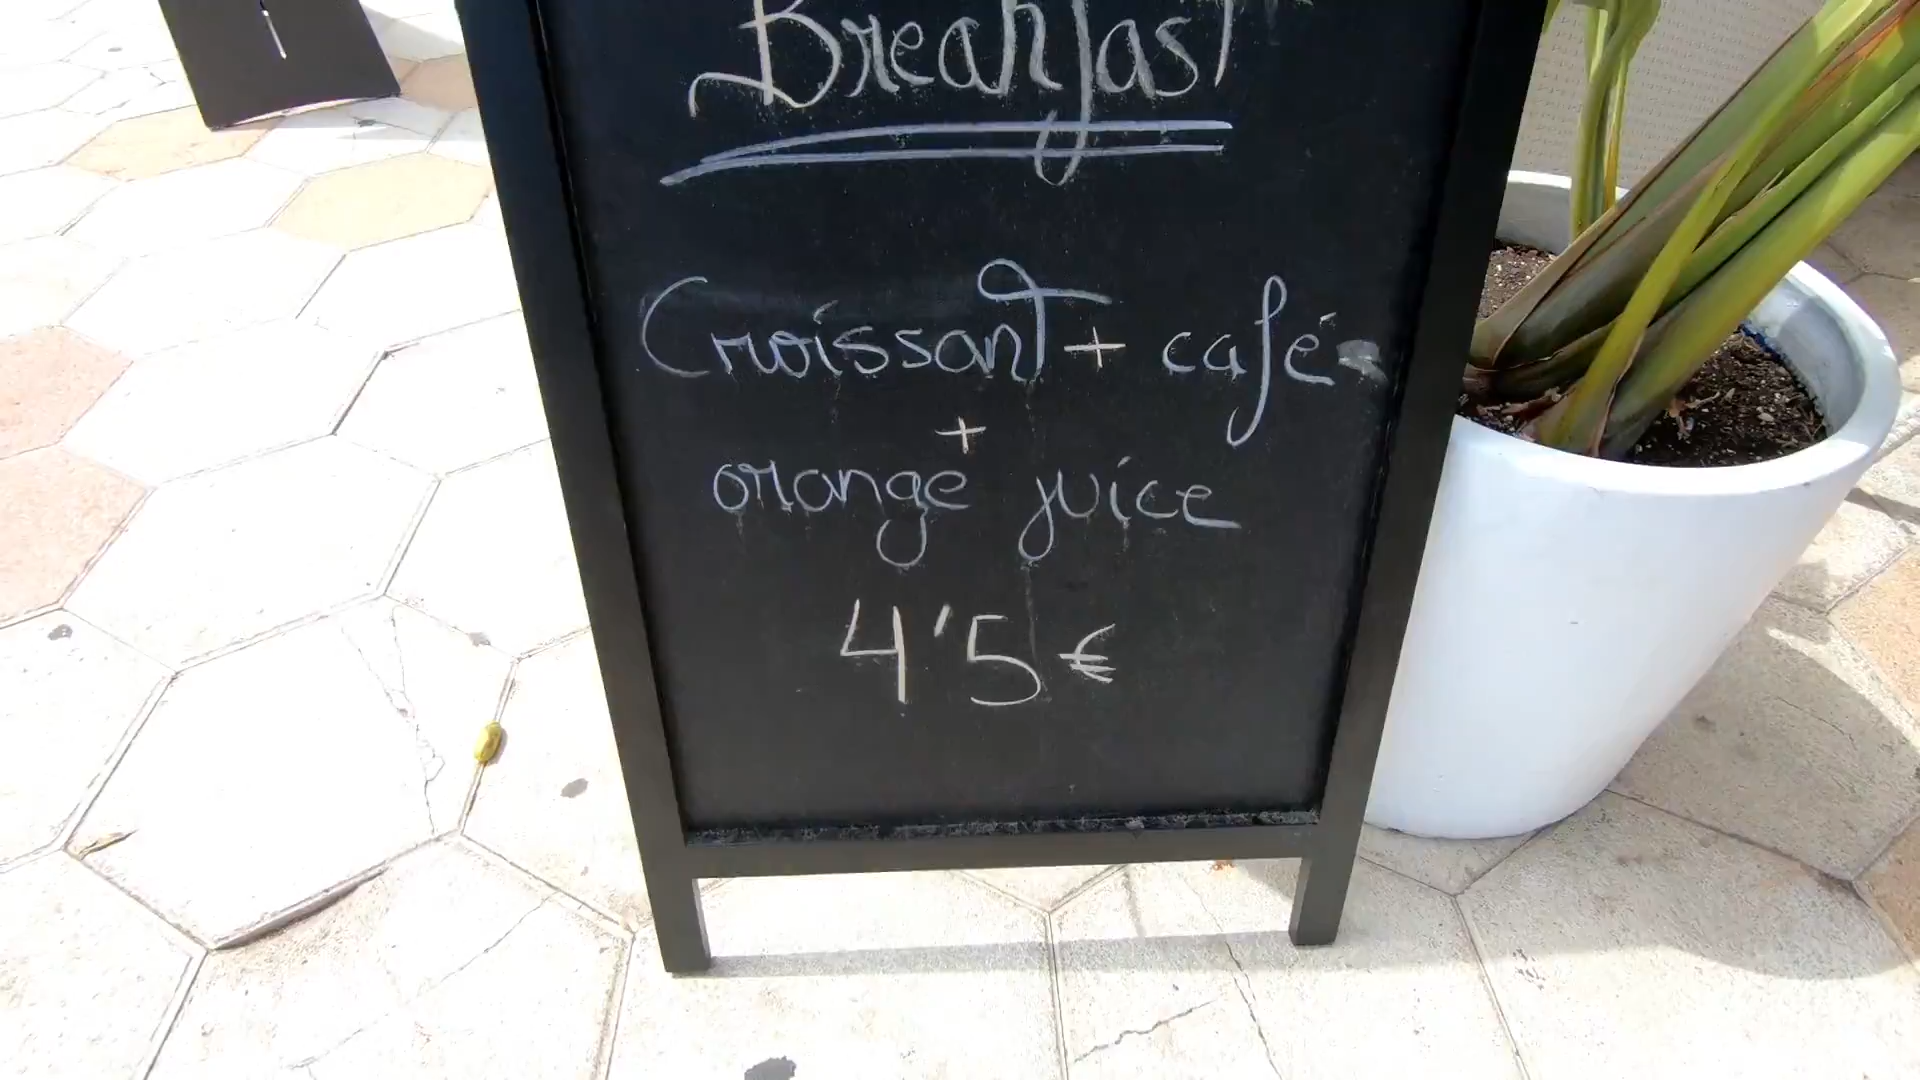 Breakfast
Croissant + café
+
orange juice
4'5€